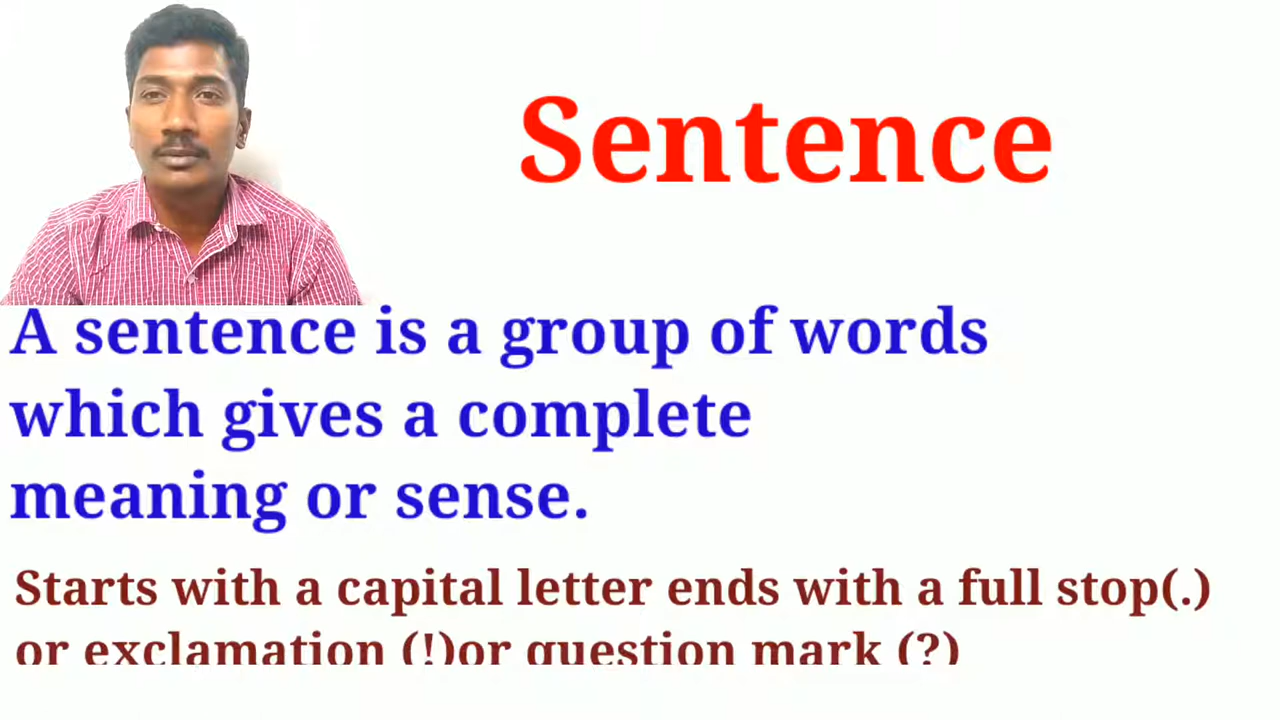 Sentence
A sentence is a group of words
which gives a complete
meaning or sense.
Starts with a capital letter ends with a full stop(.)
or exclamation (!)or question mark (?)